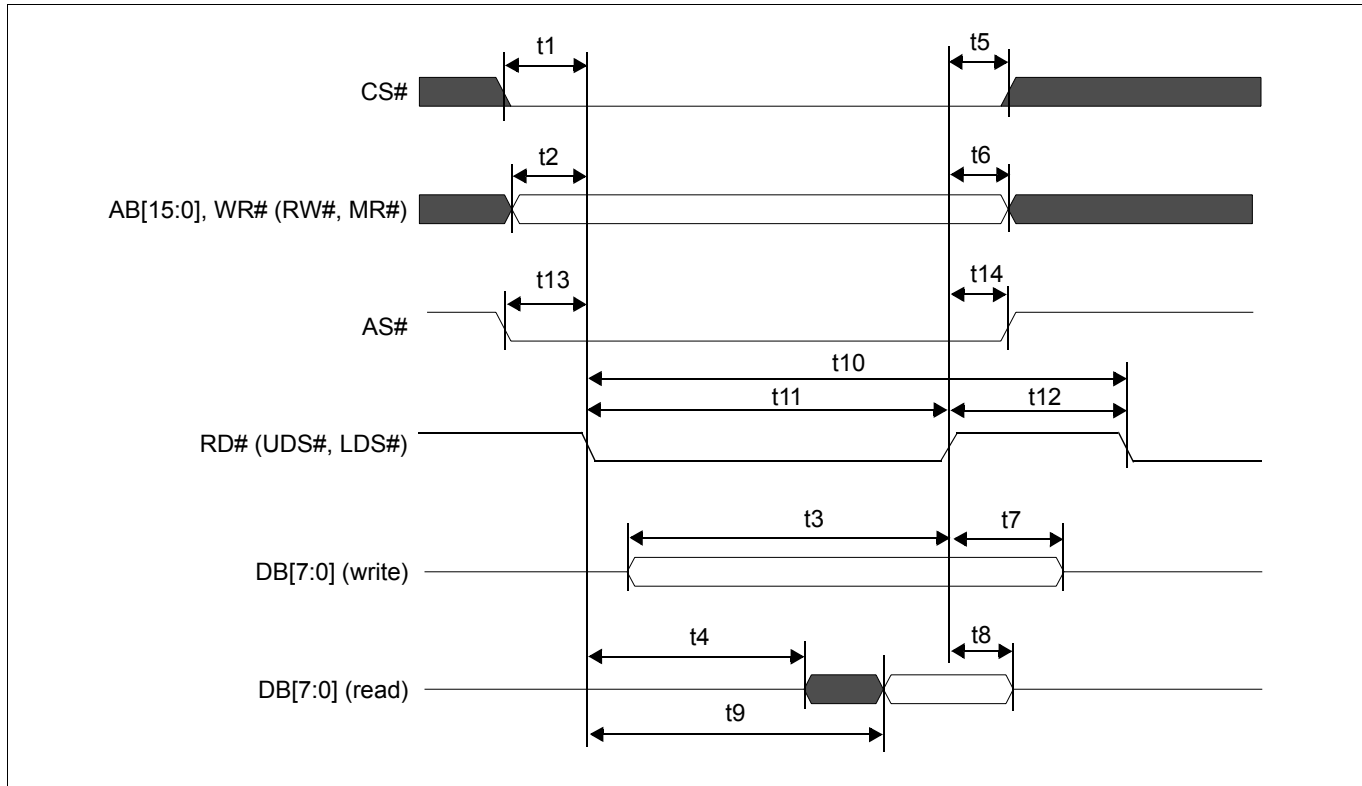 t1 t5
CS#
t2 t6
AB[15:0], WR# (RW#, MR#)
t13 t14
AS#
t10
t11 t12
RD# (UDS#, LDS#)
t3 t7
DB[7:0] (write)
t4 t8
DB[7:0] (read)
t9